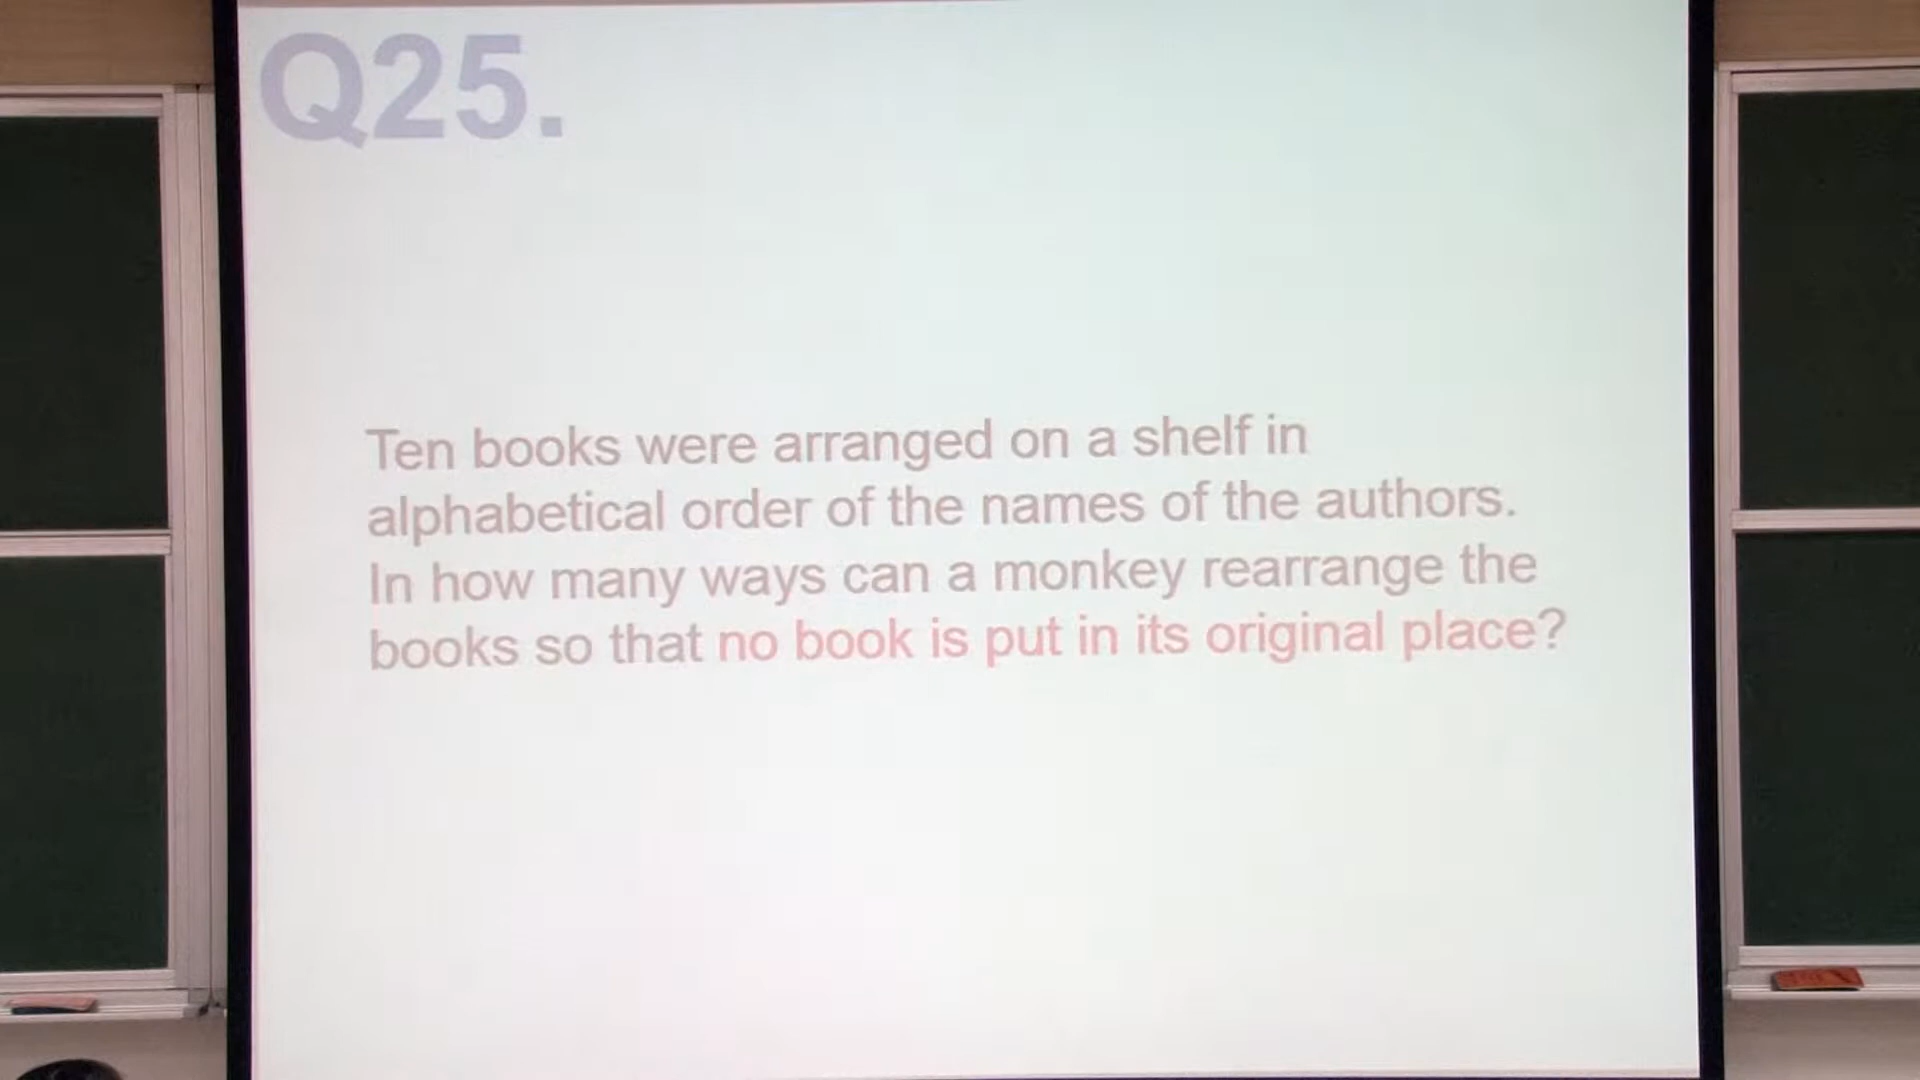 Q25.
Ten books were arranged on a shelf in
alphabetical order of the names of the authors.
In how many ways can a monkey rearrange the
books so that no book is put in its original place?